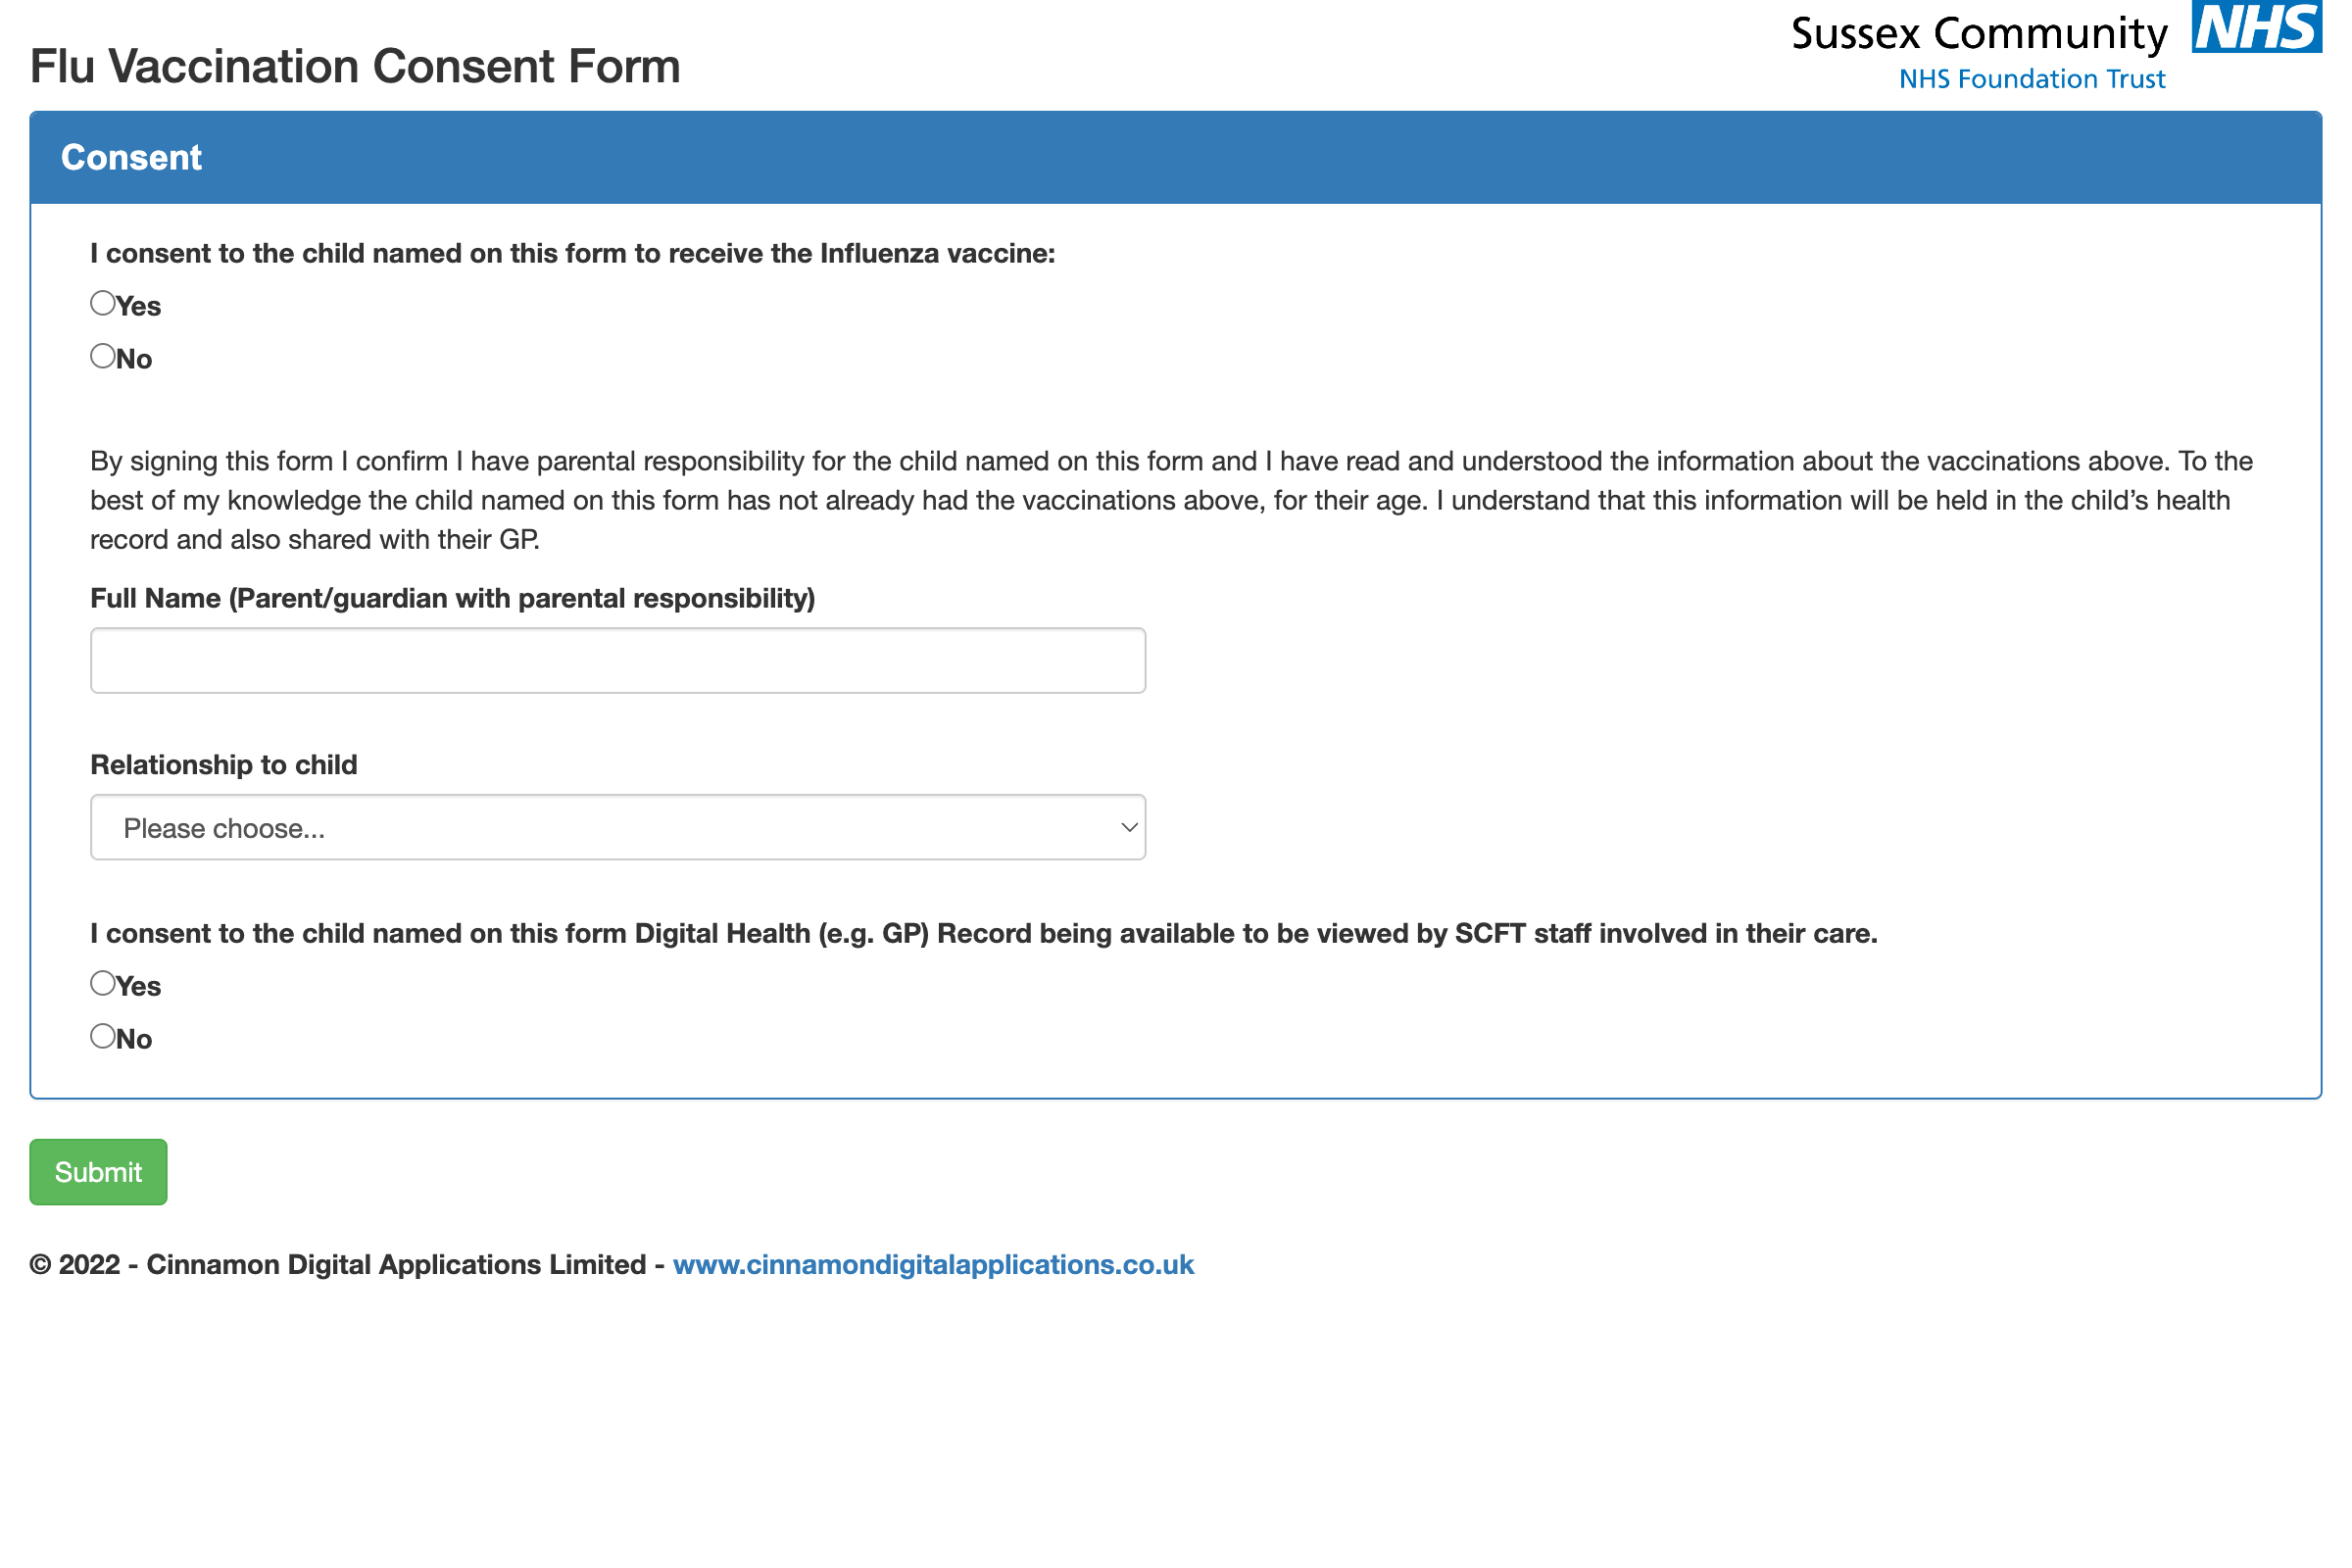 Flu Vaccination Consent Form
Sussex Community NHS
NHS Foundation Trust
Consent
I consent to the child named on this form to receive the Influenza vaccine:
Yes
No
By signing this form I confirm I have parental responsibility for the child named on this form and I have read and understood the information about the vaccinations above. To the
best of my knowledge the child named on this form has not already had the vaccinations above, for their age. I understand that this information will be held in the child’s health
record and also shared with their GP.
Full Name (Parent/guardian with parental responsibility)
Relationship to child
Please choose...
I consent to the child named on this form Digital Health (e.g. GP) Record being available to be viewed by SCFT staff involved in their care.
Yes
No
Submit
© 2022 - Cinnamon Digital Applications Limited - www.cinnamondigitalapplications.co.uk